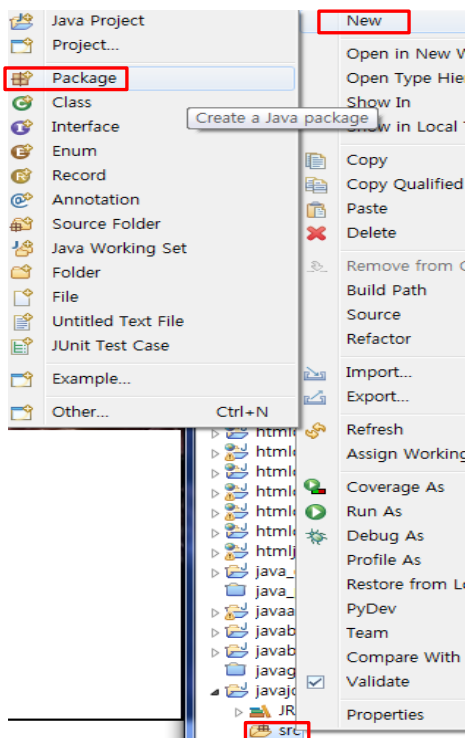 Java Project
Project...
Package
Class
Interface
Enum
Record
Annotation
Source Folder
Java Working Set
Folder
File
Untitled Text File
JUnit Test Case
Example...
Other... Ctrl+N
Create a Java package
New
Open in New
Open Type
Show In
in Local
Copy
Copy Qualified
Paste
Delete
Remove from
Build Path
Source
Refactor
Import...
Export...
Refresh
Assign Working
Coverage As
Run As
Debug As
Profile As
Restore from
PyDev
Team
Compare With
Validate
Properties
src